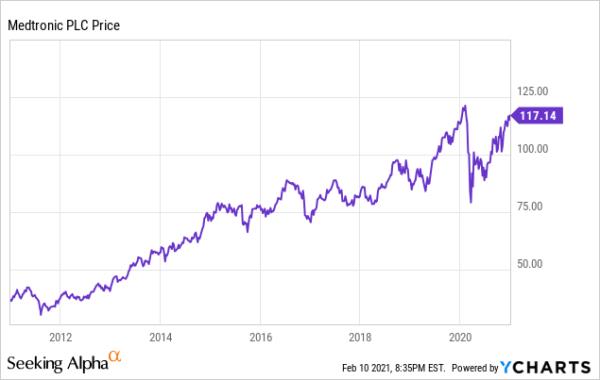 Medtronic PLC Price
125.00
117.14
100.00
75.00
50.00
2012 2014 2016 2018 2020
Seeking Alphaα Feb 10 2021, 8:35PM EST. Powered by YCHARTS